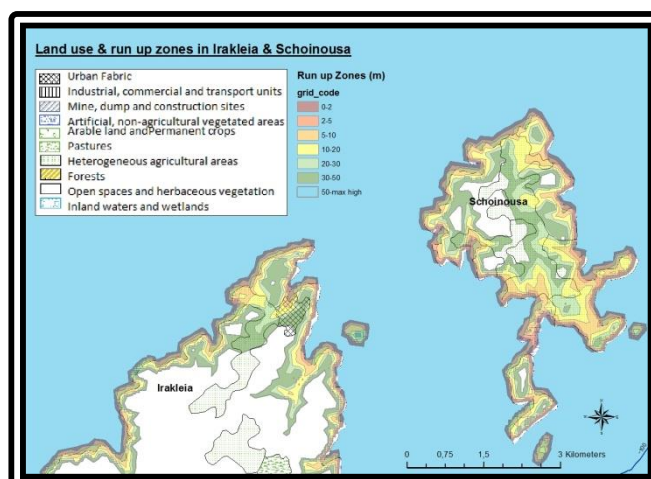 Land use & run up zones in Irakleia & Schoinousa
Urban Fabric
Industrial, commercial and transport units
Mine, dump and construction sites
Artificial, non-agricultural vegetated areas
Arable land andPermanent crops
Pastures
Heterogeneous agricultural areas
Forests
Open spaces and herbaceous vegetation
Inland waters and wetlands
Run up Zones (m)
grid_code
0-2
2-5
5-10
10-20
20-30
30-50
50-max high
Schoinousa
Irakleia
0 0,75 1,5 3 Kilometers
-100